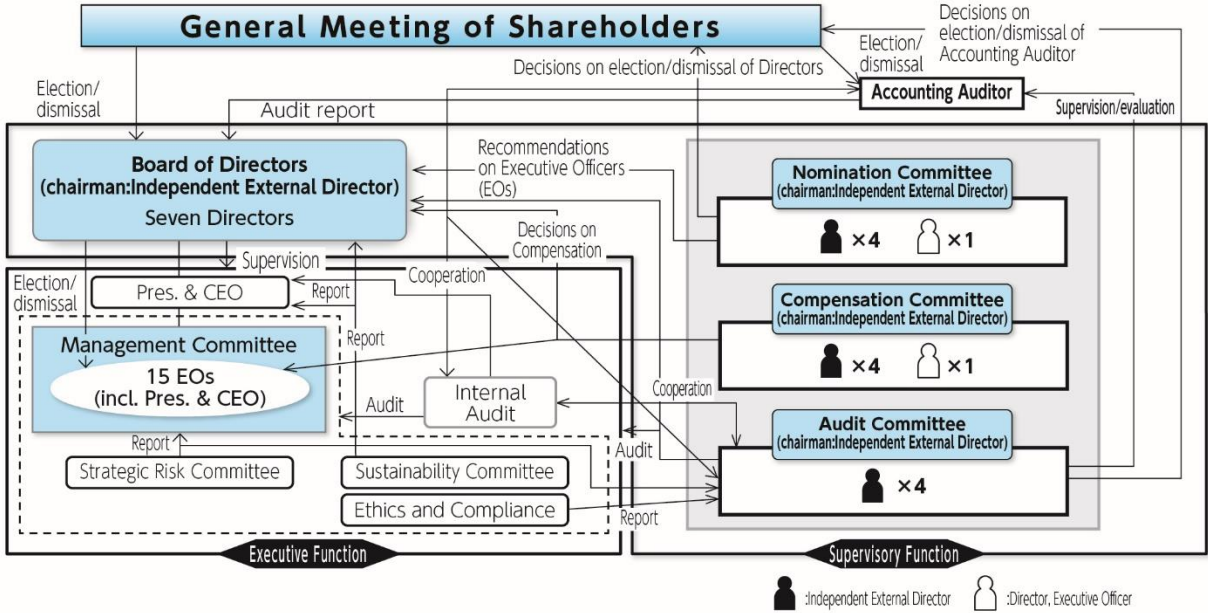 General Meeting of Shareholders
Decisions on
election/dismissal of
Accounting Auditor
Election/
dismissal
Decisions on election/dismissal of Directors
Election/
dismissal
Accounting Auditor
Audit report
Supervision/evaluation
Board of Directors
(chairman:Independent External Director)
Seven Directors
Recommendations
on Executive Officers
(EOs)
Nomination Committee
(chairman:Independent External Director)
×4
×1
Decisions on
Compensation
Supervision
Cooperation
Election/
dismissal
Pres. & CEO
Report
Compensation Committee
(chairman:Independent External Director)
×4
×1
Report
Management Committee
15 EOs
(incl. Pres. & CEO)
Internal
Audit
Cooperation
Audit
Audit Committee
(chairman:Independent External Director)
×4
Report
Audit
Strategic Risk Committee
Sustainability Committee
Ethics and Compliance
Report
Executive Function
Supervisory Function
:Independent External Director
:Director, Executive Officer